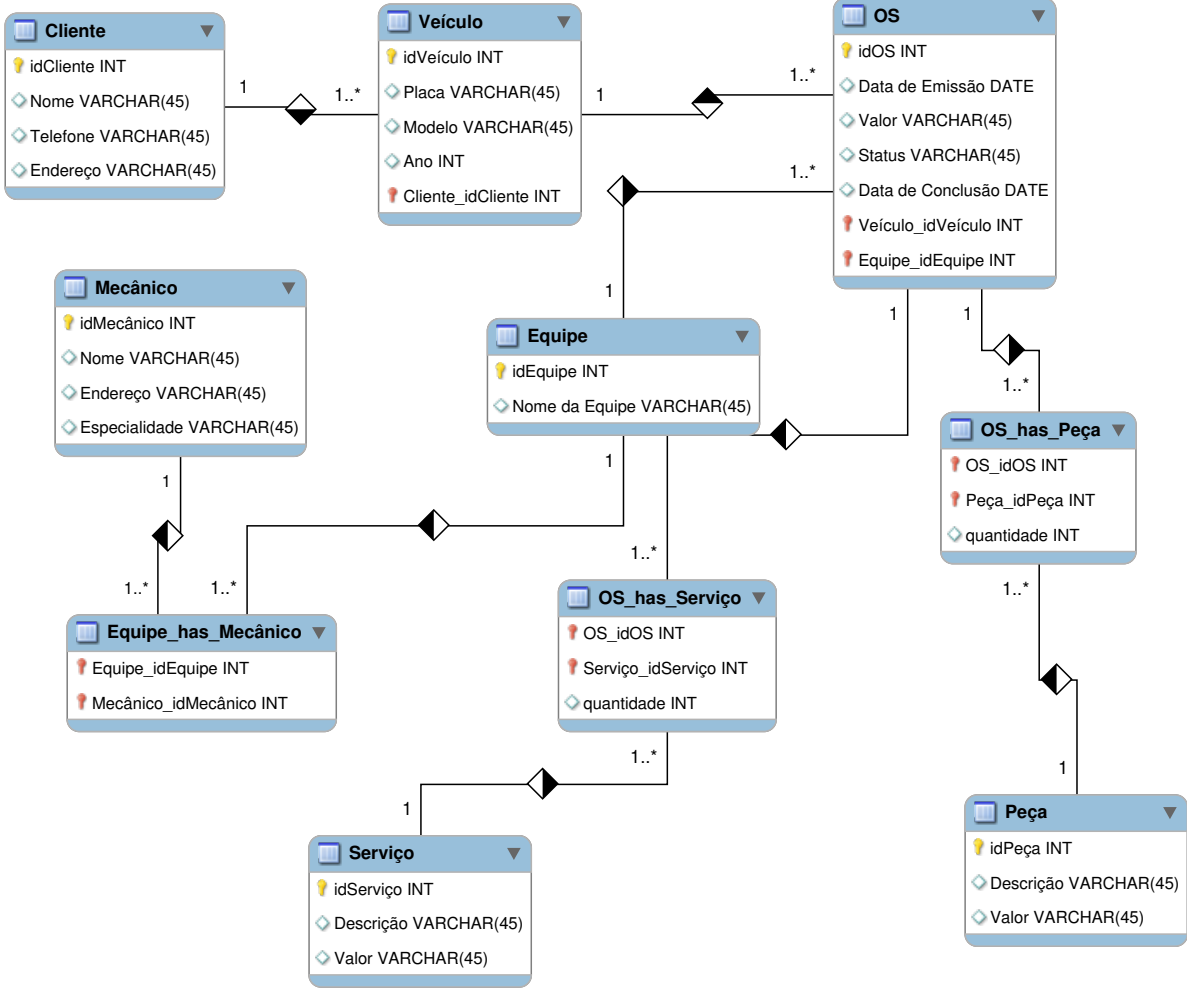 Cliente
idCliente INT
Nome VARCHAR(45)
Telefone VARCHAR(45)
Endereço VARCHAR(45)
1
1..*
Veículo
idVeículo INT
Placa VARCHAR(45)
Modelo VARCHAR(45)
Ano INT
Cliente_idCliente INT
1
1..*
OS
idOS INT
Data de Emissão DATE
Valor VARCHAR(45)
Status VARCHAR(45)
Data de Conclusão DATE
Veículo_idVeículo INT
Equipe_idEquipe INT
1..*
1
1
1
Mecânico
idMecânico INT
Nome VARCHAR(45)
Endereço VARCHAR(45)
Especialidade VARCHAR(45)
1
1..*
Equipe
idEquipe INT
Nome da Equipe VARCHAR(45)
1
1..*
1..*
1..*
OS_has_Peça
OS_idOS INT
Peça_idPeça INT
quantidade INT
1..*
1
Equipe_has_Mecânico
Equipe_idEquipe INT
Mecânico_idMecânico INT
OS_has_Serviço
OS_idOS INT
Serviço_idServiço INT
quantidade INT
1..*
1
Serviço
idServiço INT
Descrição VARCHAR(45)
Valor VARCHAR(45)
Peça
idPeça INT
Descrição VARCHAR(45)
Valor VARCHAR(45)